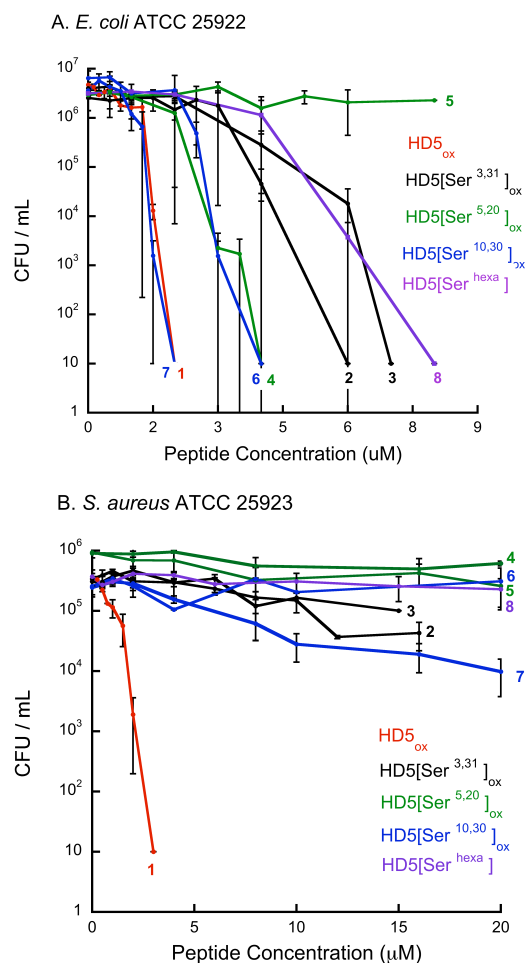 A. E. coli ATCC 25922
10^7
10^6
10^5
10^4
10^3
10^2
10
1
CFU / mL
0
2
3
5
6
8
9
Peptide Concentration (uM)
5
7
1
6
4
2
3
8
HD5ox
HD5[Ser 3,31]ox
HD5[Ser 5,20]ox
HD5[Ser 10,30]ox
HD5[Ser hexa]
B. S. aureus ATCC 25923
10^6
10^5
10^4
10^3
10^2
10
1
CFU / mL
0
5
10
15
20
Peptide Concentration (μM)
4
6
5
8
3
2
7
1
HD5ox
HD5[Ser 3,31]ox
HD5[Ser 5,20]ox
HD5[Ser 10,30]ox
HD5[Ser hexa]